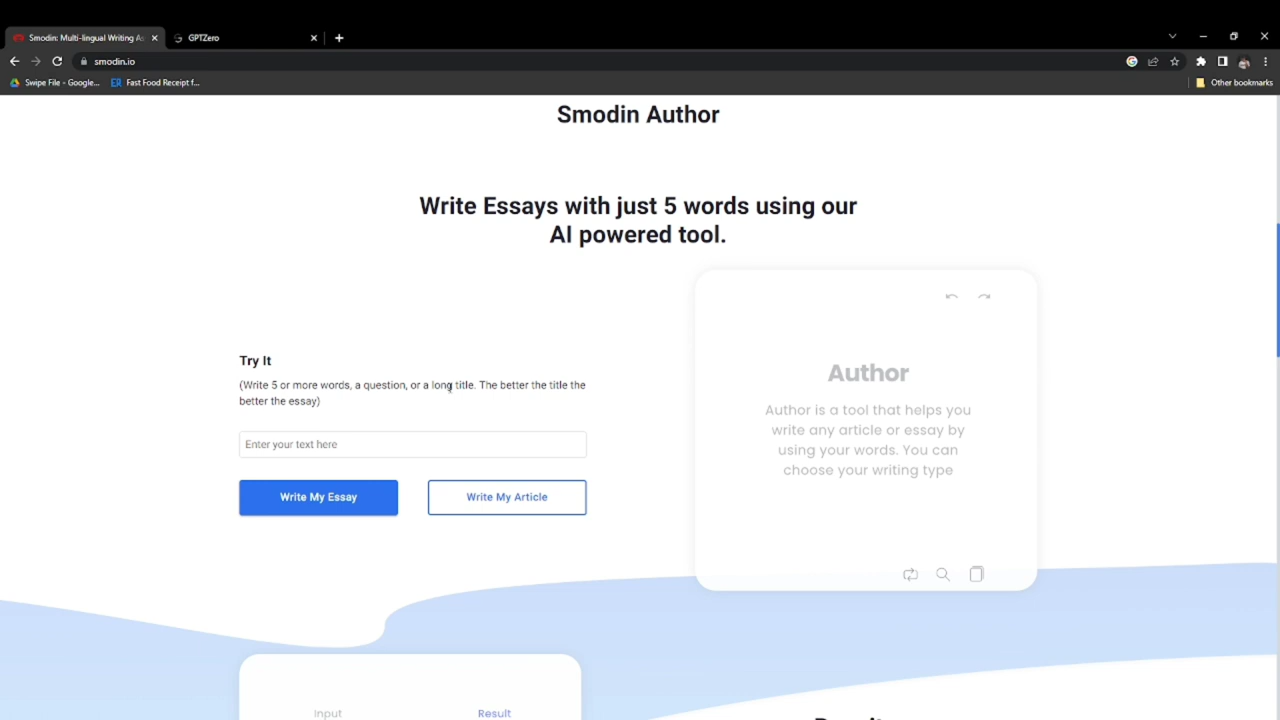 Smodin: Multi-lingual Writing As
GPTZero
smodin.io
Swipe File – Google...
Fast Food Receipt f...
Other bookmarks
Smodin Author
Write Essays with just 5 words using our
AI powered tool.
Try It
(Write 5 or more words, a question, or a long title. The better the title the
better the essay)
Enter your text here
Write My Essay
Write My Article
Author
Author is a tool that helps you
write any article or essay by
using your words. You can
choose your writing type
Input
Result